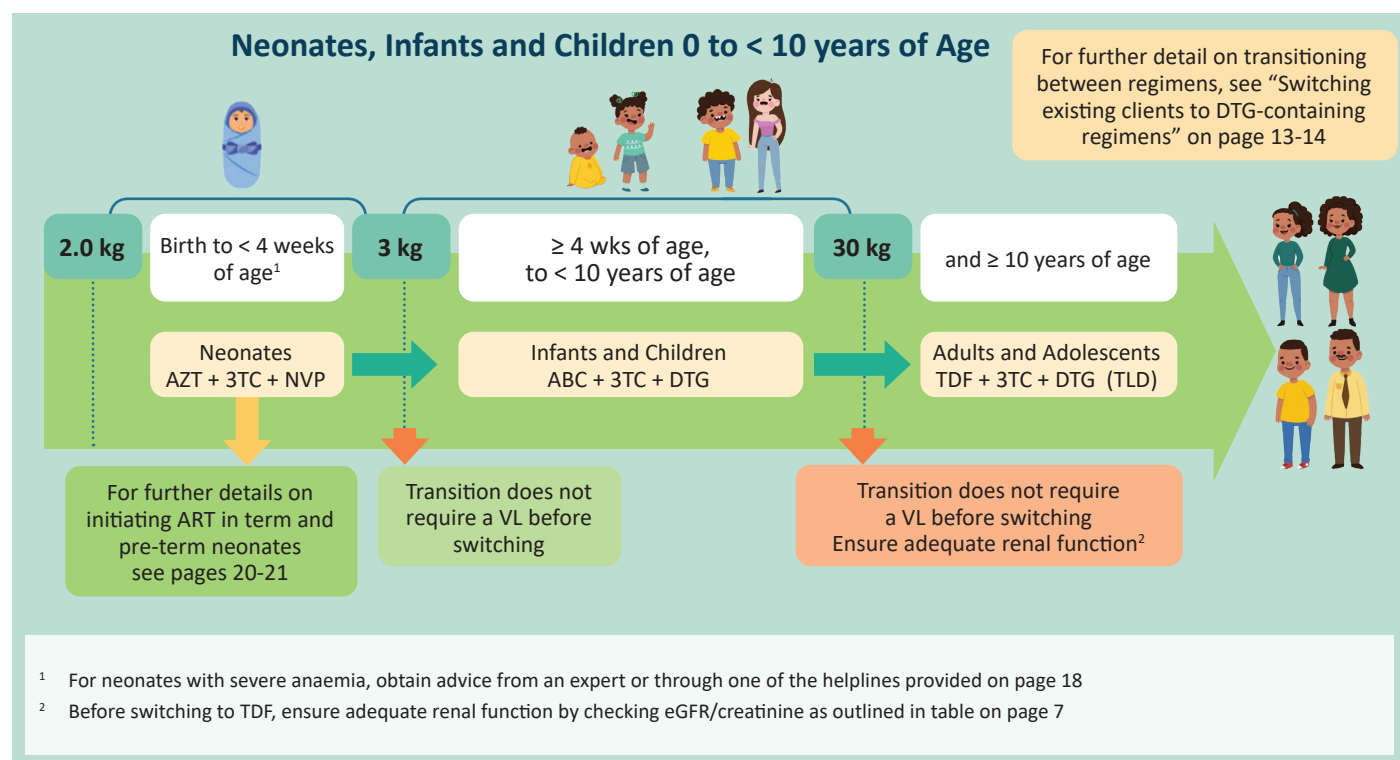 Neonates, Infants and Children 0 to < 10 years of Age
For further detail on transitioning
between regimens, see “Switching
existing clients to DTG-containing
regimens” on page 13-14
2.0 kg
Birth to < 4 weeks
of age1
3 kg
≥ 4 wks of age,
to < 10 years of age
30 kg
and ≥ 10 years of age
Neonates
AZT + 3TC + NVP
Infants and Children
ABC + 3TC + DTG
Adults and Adolescents
TDF + 3TC + DTG (TLD)
For further details on
initiating ART in term and
pre-term neonates
see pages 20-21
Transition does not
require a VL before
switching
Transition does not require
a VL before switching
Ensure adequate renal function2
1 For neonates with severe anaemia, obtain advice from an expert or through one of the helplines provided on page 18
2 Before switching to TDF, ensure adequate renal function by checking eGFR/creatinine as outlined in table on page 7